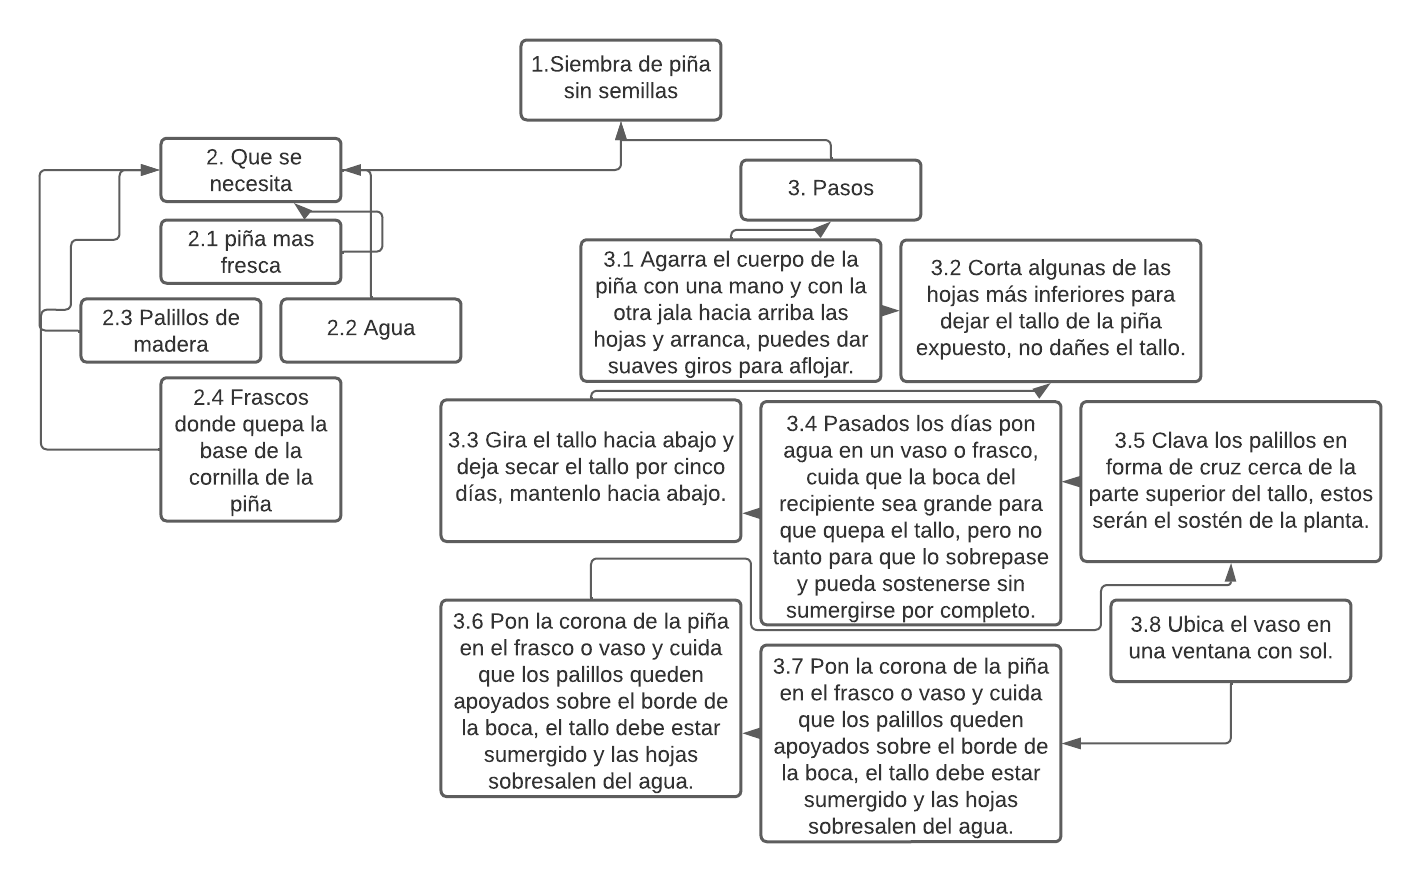 1.Siembra de piña
sin semillas
2. Que se
necesita
2.1 piña mas
fresca
2.2 Agua
2.3 Palillos de
madera
2.4 Frascos
donde quepa la
base de la
cornilla de la
piña
3. Pasos
3.1 Agarra el cuerpo de la
piña con una mano y con la
otra jala hacia arriba las
hojas y arranca, puedes dar
suaves giros para aflojar.
3.2 Corta algunas de las
hojas más inferiores para
dejar el tallo de la piña
expuesto, no dañes el tallo.
3.3 Gira el tallo hacia abajo y
deja secar el tallo por cinco
días, mantenlo hacia abajo.
3.4 Pasados los días pon
agua en un vaso o frasco,
cuida que la boca del
recipiente sea grande para
que quepa el tallo, pero no
tanto para que lo sobrepase
y pueda sostenerse sin
sumergirse por completo.
3.5 Clava los palillos en
forma de cruz cerca de la
parte superior del tallo, estos
serán el sostén de la planta.
3.6 Pon la corona de la piña
en el frasco o vaso y cuida
que los palillos queden
apoyados sobre el borde de
la boca, el tallo debe estar
sumergido y las hojas
sobresalen del agua.
3.7 Pon la corona de la piña
en el frasco o vaso y cuida
que los palillos queden
apoyados sobre el borde de
la boca, el tallo debe estar
sumergido y las hojas
sobresalen del agua.
3.8 Ubica el vaso en
una ventana con sol.